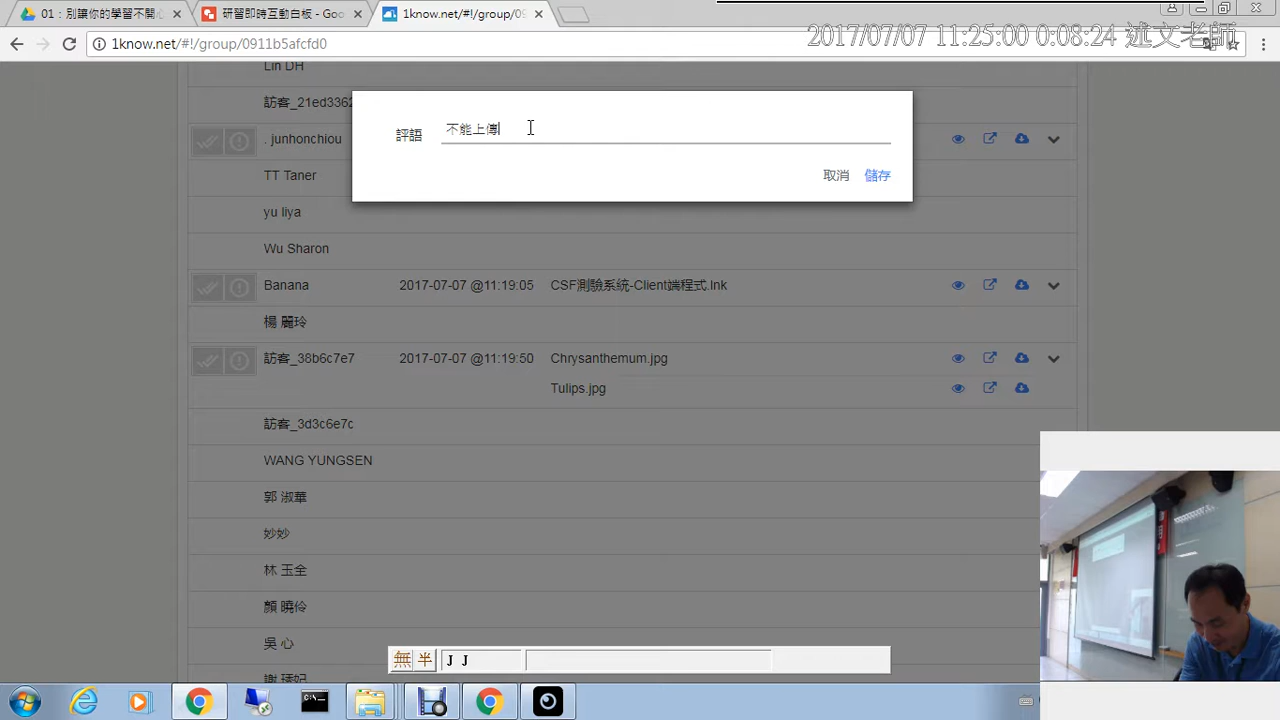 01：別讓你的學習不開心
研習即時互動白板 - Goo
1know.net/#!/group/09
1know.net/#!/group/0911b5afcfd0
2017/07/07 11:25:00 0:08:24 述文老師
Lin DH
訪客_21ed3362
評語 不能上傳
取消 儲存
. junhonchiou
TT Taner
yu liya
Wu Sharon
Banana 2017-07-07 @11:19:05 CSF測驗系統-Client端程式.lnk
楊 麗玲
訪客_38b6c7e7 2017-07-07 @11:19:50 Chrysanthemum.jpg
Tulips.jpg
訪客_3d3c6e7c
WANG YUNGSEN
郭 淑華
妙妙
林 玉全
顏 曉伶
吳 心
無 半 J J